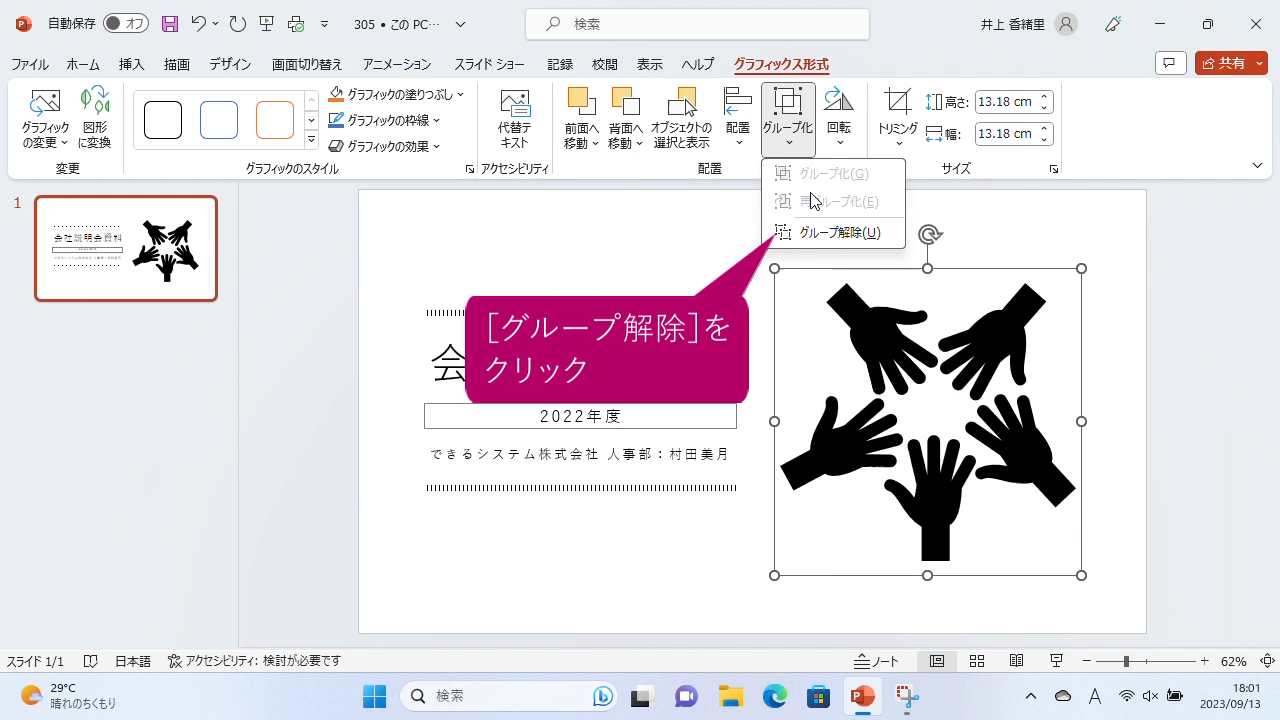 自動保存 オフ 305 • この PC… 検索 井上 香緒里
ファイル ホーム 挿入 描画 デザイン 画面切り替え アニメーション スライド ショー 記録 校閲 表示 ヘルプ グラフィックス形式 共有
グラフィック
の変更
図形
に変換
変更
グラフィックの塗りつぶし
グラフィックの枠線
グラフィックの効果
グラフィックのスタイル
代替テ
キスト
アクセシビリティ
前面へ
移動
背面へ
移動
オブジェクトの
選択と表示
配置
グループ化
回転
配置
トリミング
高さ: 13.18 cm
幅: 13.18 cm
サイズ
グループ化(G)
再グループ化(E)
グループ解除(U)
1
会社説明会資料
[グループ解除]を
クリック
会
2022年度
できるシステム株式会社 人事部：村田美月
スライド 1/1 日本語 アクセシビリティ: 検討が必要です ノート 62%
29°C
晴れのちくもり
検索
A
18:01
2023/09/13